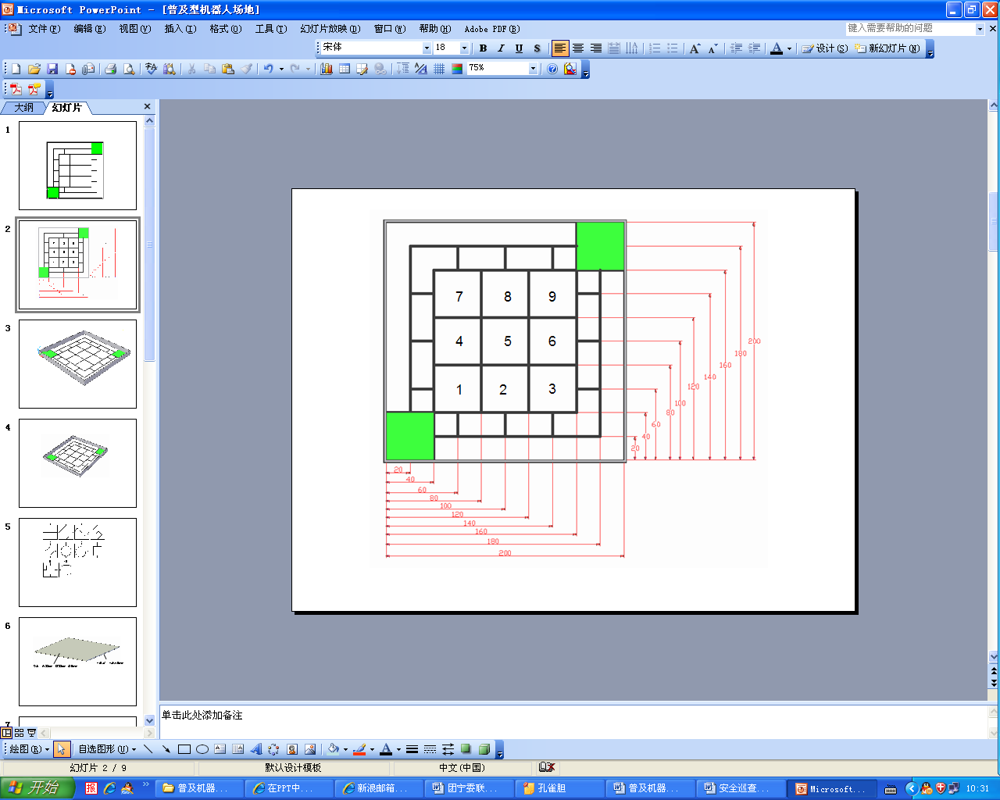 Microsoft PowerPoint - [普及型机器人场地]
文件(F) 编辑(E) 视图(V) 插入(I) 格式(O) 工具(T) 幻灯片放映(D) 窗口(W) 帮助(H) Adobe PDF(B) 键入需要帮助的问题
宋体 18 B I U S A A A 设计(S) 新幻灯片(N)
75%
大纲 幻灯片
1
2
3
4
5
6
7
7 8 9
4 5 6
1 2 3
200
180
160
140
120
100
80
60
40
20
20
40
60
80
100
120
140
160
180
200
单击此处添加备注
绘图(R) 自选图形(U) A
幻灯片 2 / 9 默认设计模板 中文(中国)
开始 报 普及机器... 在PPT中... 新浪邮箱... 团宁委联... 孔雀胆 普及机器... 安全巡查... Microsoft... 10:31